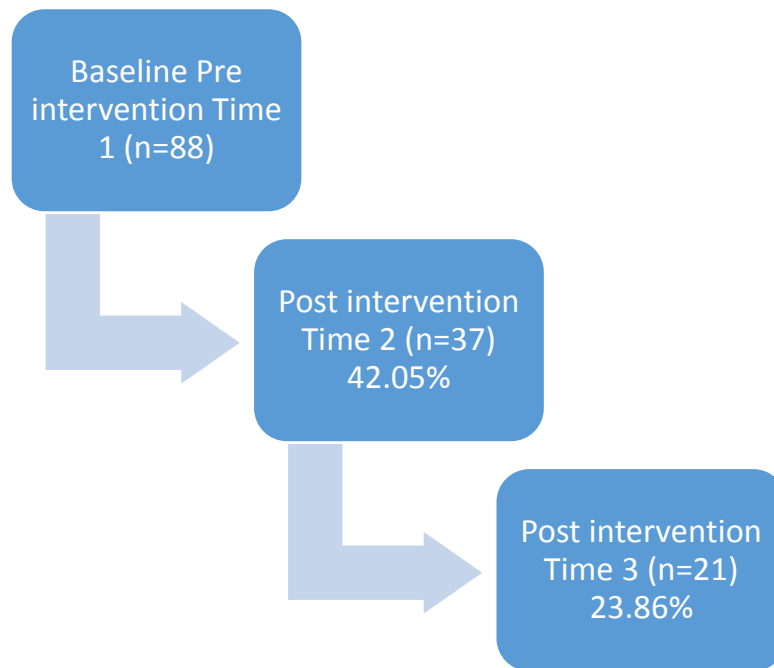 Baseline Pre
intervention Time
1 (n=88)
Post intervention
Time 2 (n=37)
42.05%
Post intervention
Time 3 (n=21)
23.86%